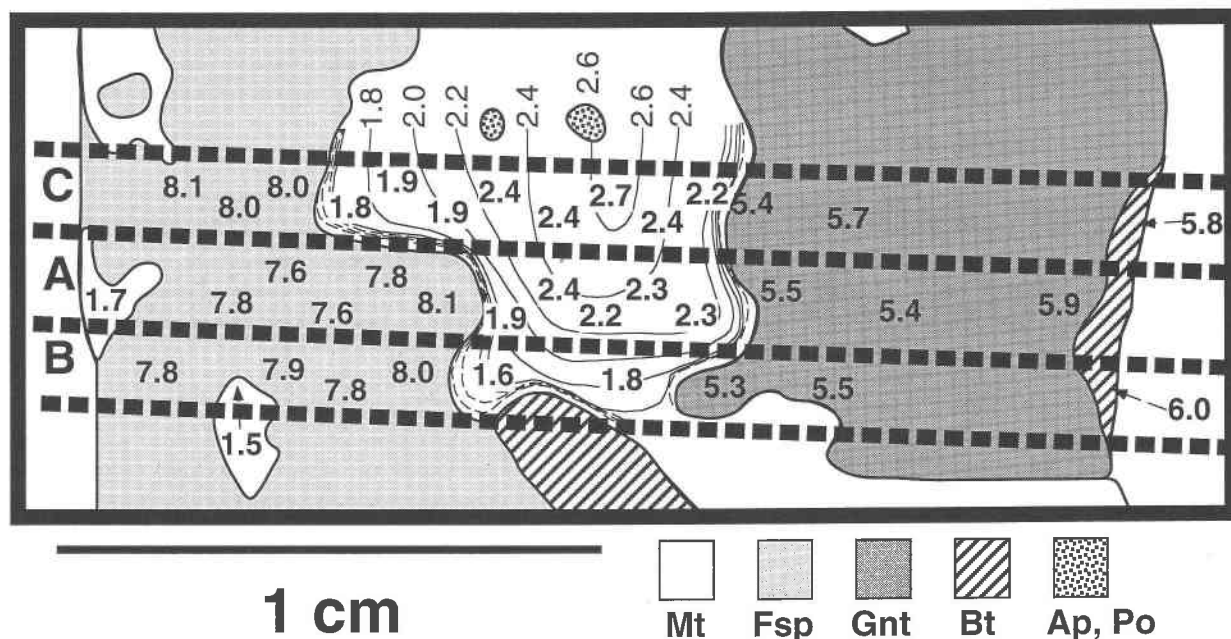 1.8 2.0 2.2 2.4 2.6 2.6 2.4
C 8.1 8.0 8.0 1.8 1.9 1.9 2.4 2.4 2.7 2.4 2.2 5.4 5.7 5.8
A 1.7 7.8 7.6 7.6 7.8 8.1 1.9 2.4 2.2 2.3 2.3 5.5 5.4 5.9
B 7.8 1.5 7.9 7.8 8.0 1.6 1.8 5.3 5.5 6.0
1 cm
Mt Fsp Gnt Bt Ap, Po